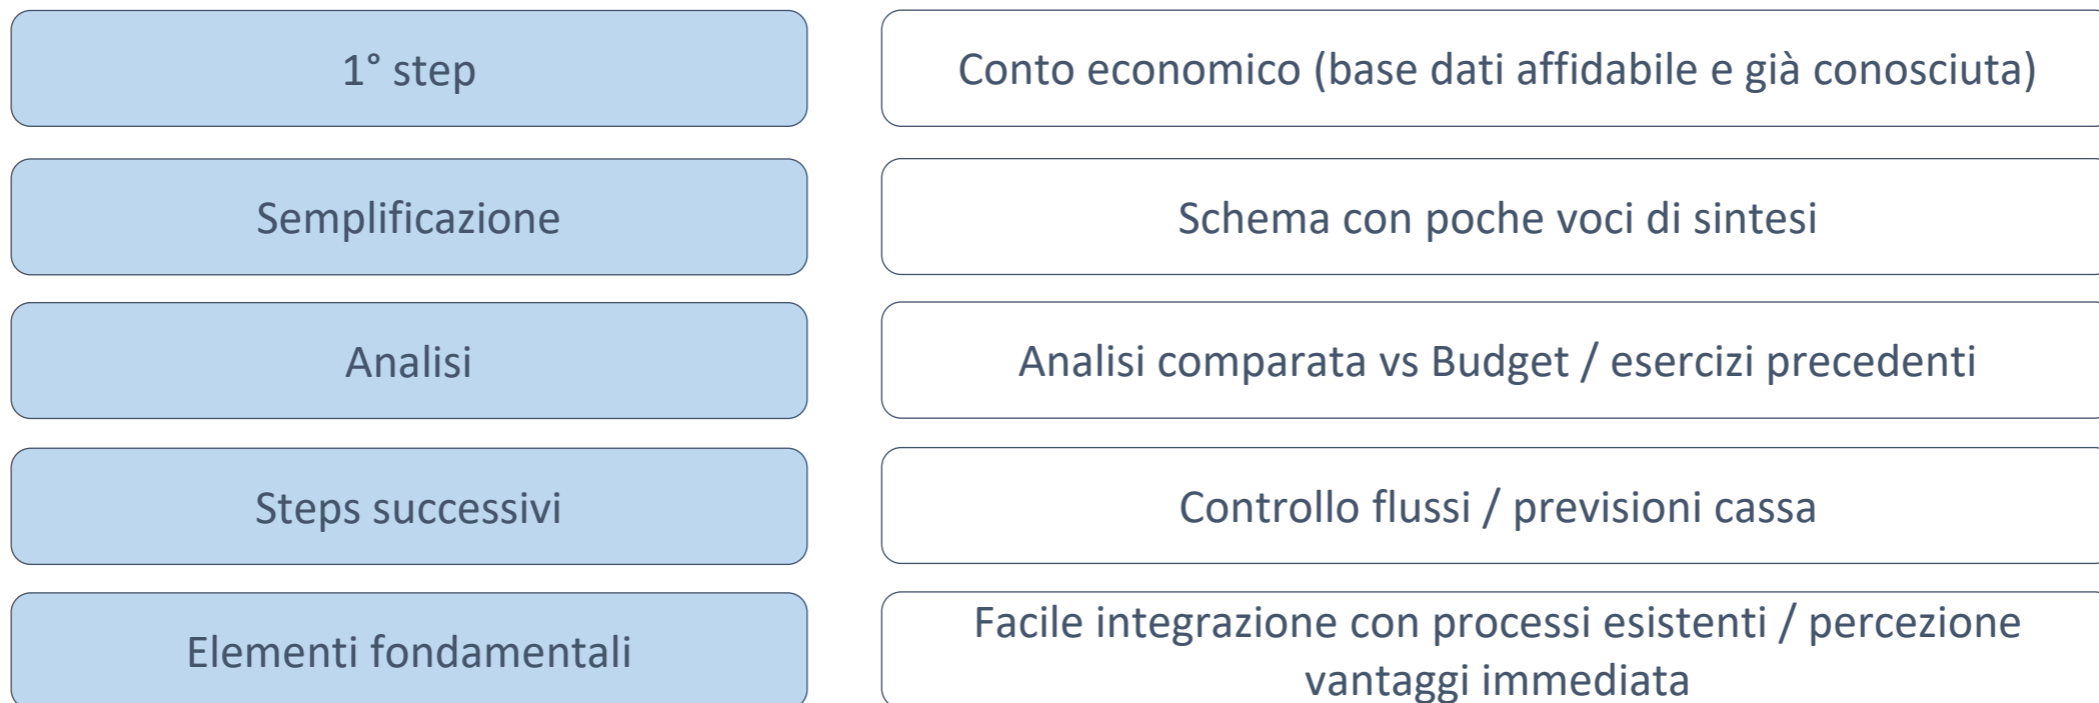 1° step
Conto economico (base dati affidabile e già conosciuta)
Semplificazione
Schema con poche voci di sintesi
Analisi
Analisi comparata vs Budget / esercizi precedenti
Steps successivi
Controllo flussi / previsioni cassa
Elementi fondamentali
Facile integrazione con processi esistenti / percezione
vantaggi immediata